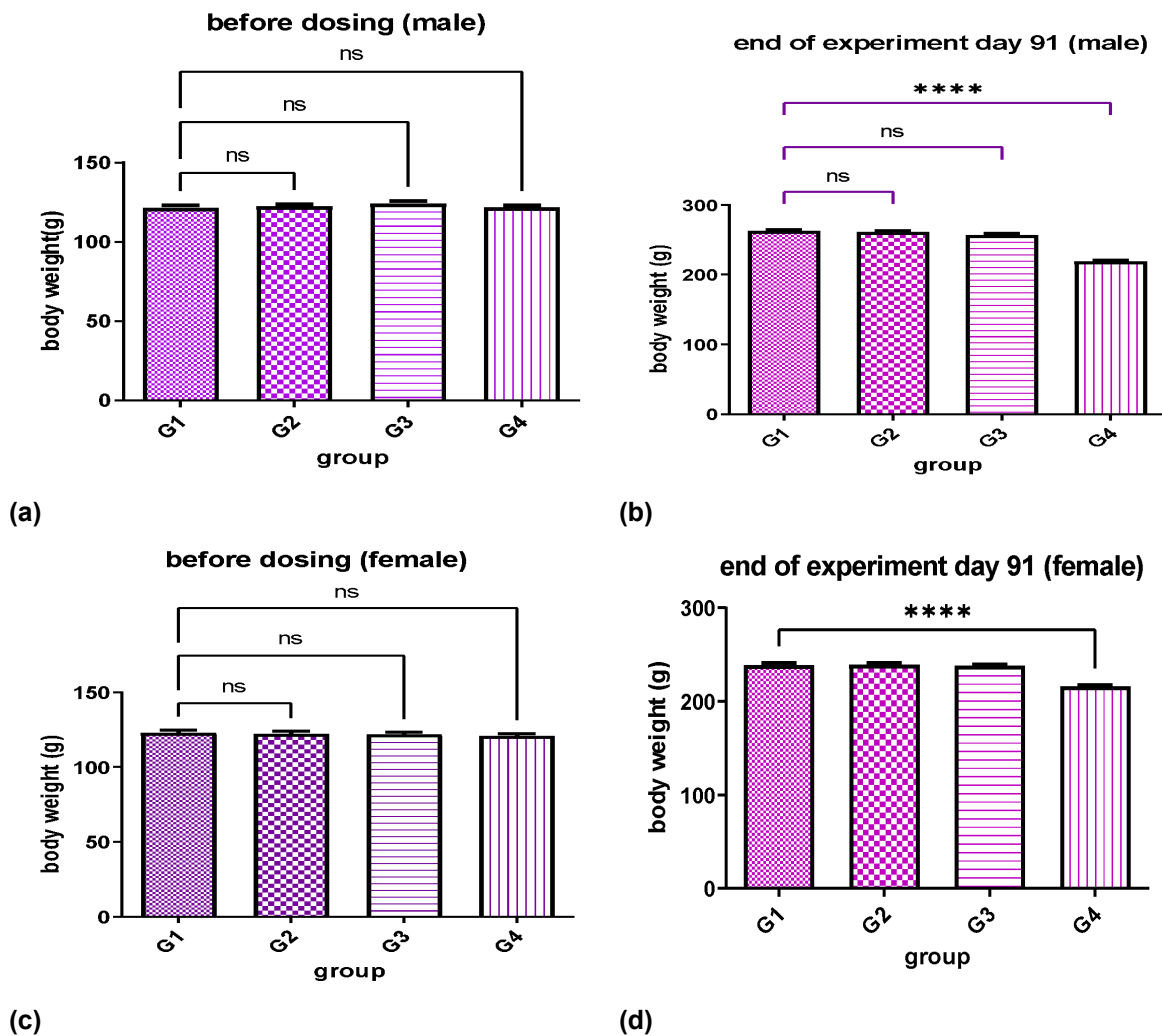 before dosing (male)
ns
ns
ns
150
100
50
0
body weight(g)
G1
G2
G3
G4
group
(a)
end of experiment day 91 (male)
****
ns
ns
300
200
100
0
body weight (g)
G1
G2
G3
G4
group
(b)
before dosing (female)
ns
ns
ns
150
100
50
0
body weight (g)
G1
G2
G3
G4
group
(c)
end of experiment day 91 (female)
****
300
200
100
0
body weight (g)
G1
G2
G3
G4
group
(d)